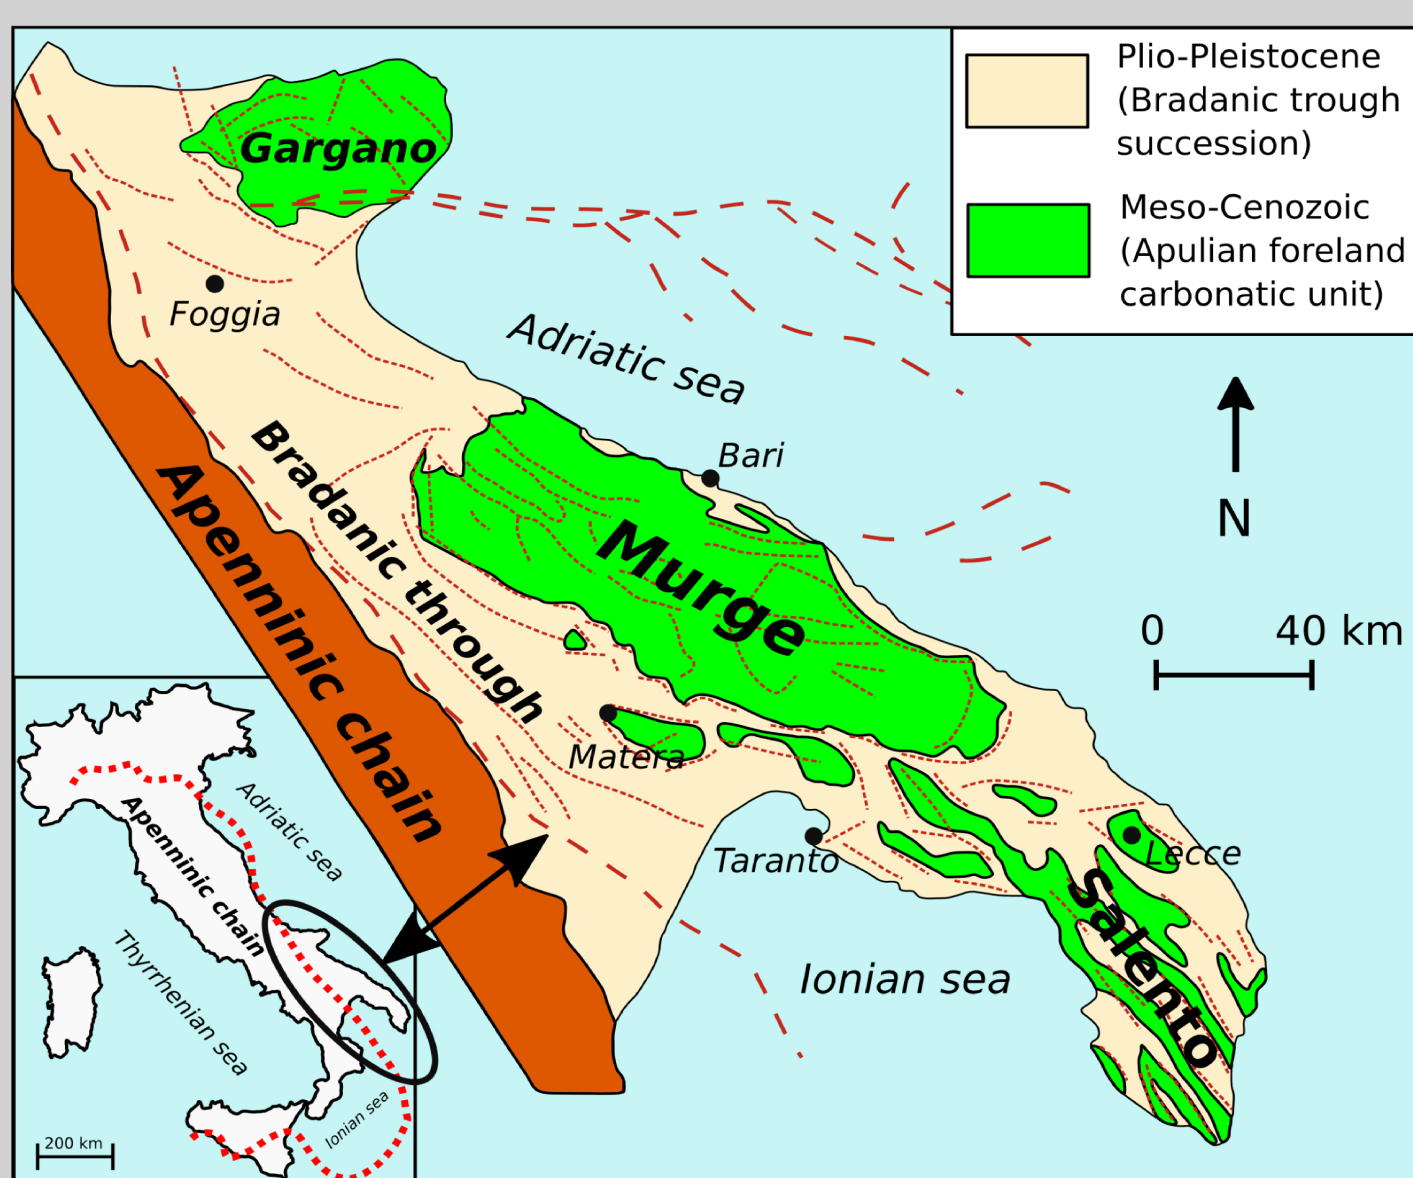 Plio-Pleistocene
(Bradanic trough
succession)
Meso-Cenozoic
(Apulian foreland
carbonatic unit)
Gargano
Foggia
Adriatic sea
Bari
N
0 40 km
Bradanic through
Apenninic chain
Murge
Matera
Taranto
Lecce
Salento
Ionian sea
Adriatic sea
Apenninic chain
Thyrrhenian sea
Ionian sea
200 km